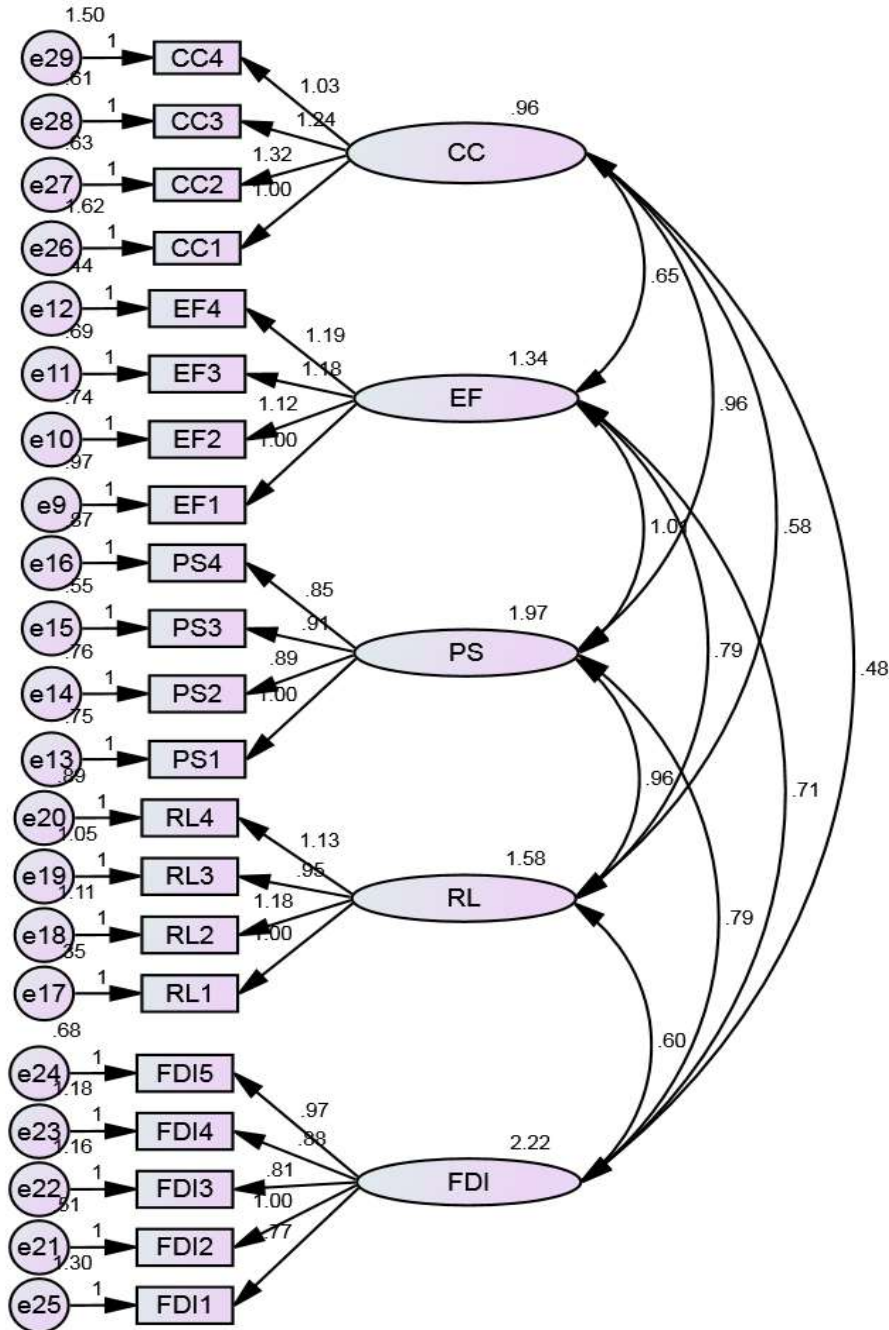 1.50
e29 1 CC4
.61
1.03
e28 1 CC3
.63
1.24
.96
CC
e27 1 CC2
1.62
1.32
1.00
e26 1 CC1
.44
.65
e12 1 EF4
.69
1.19
1.34
e11 1 EF3
.74
1.18
EF
.96
e10 1 EF2
.97
1.12
1.00
e9 1 EF1
.87
1.01
.58
e16 1 PS4
.55
.85
1.97
e15 1 PS3
.76
.91
PS
.79
.48
e14 1 PS2
.75
.89
1.00
e13 1 PS1
.89
.96
.71
e20 1 RL4
1.05
1.13
1.58
e19 1 RL3
1.11
.95
RL
e18 1 RL2
.35
1.18
1.00
.79
e17 1 RL1
.68
.60
e24 1 FDI5
1.18
.97
e23 1 FDI4
1.16
.88
2.22
e22 1 FDI3
.51
.81
1.00
FDI
e21 1 FDI2
1.30
.77
e25 1 FDI1